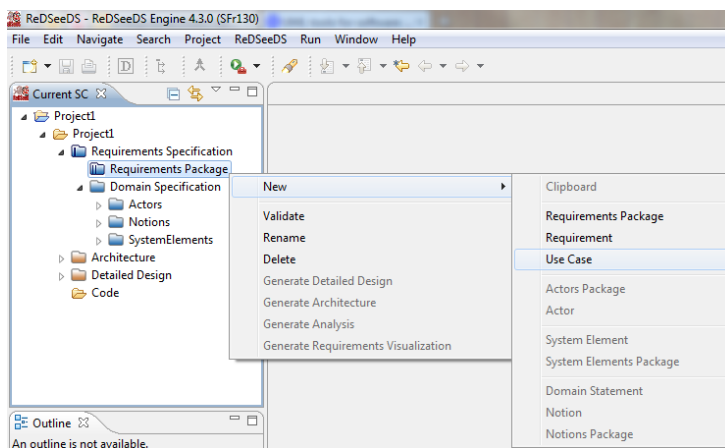 ReDSeeDS - ReDSeeDS Engine 4.3.0 (SFr130)
File Edit Navigate Search Project ReDSeeDS Run Window Help
Current SC
Project1
Project1
Requirements Specification
Requirements Package
Domain Specification
Actors
Notions
SystemElements
Architecture
Detailed Design
Code
New
Validate
Rename
Delete
Generate Detailed Design
Generate Architecture
Generate Analysis
Generate Requirements Visualization
Clipboard
Requirements Package
Requirement
Use Case
Actors Package
Actor
System Element
System Elements Package
Domain Statement
Notion
Notions Package
Outline
An outline is not available.